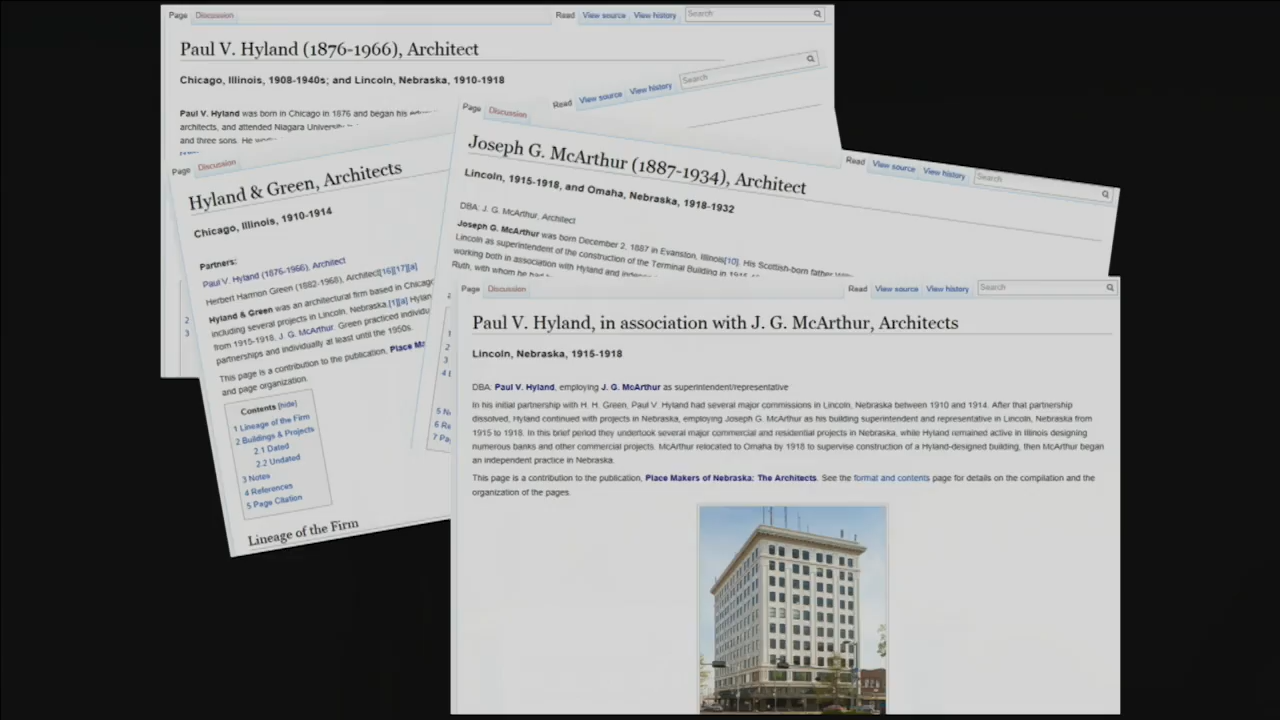 Page Discussion Read View source View history Search
Paul V. Hyland (1876-1966), Architect
Chicago, Illinois, 1908-1940s; and Lincoln, Nebraska, 1910-1918
Paul V. Hyland was born in Chicago in 1876 and began his
architects, and attended Niagara
and three sons. He
Page Discussion Read View source View history Search
Hyland & Green, Architects
Chicago, Illinois, 1910-1914
Partners:
Paul V. Hyland (1876-1966), Architect
Herbert Harmon Green (1882-1968), Architect[16][17][a]
Hyland & Green was an architectural firm based in Chicago
including several projects in Lincoln, Nebraska.[1][a] Hylan
from 1915-1918, J. G. McArthur. Green practiced individu
partnerships and individually at least until the 1950s.
This page is a contribution to the publication, Place Ma
and page organization.
Contents [hide]
1 Lineage of the Firm
2 Buildings & Projects
2.1 Dated
2.2 Undated
3 Notes
4 References
5 Page Citation
Lineage of the Firm
Page Discussion Read View source View history Search
Joseph G. McArthur (1887-1934), Architect
Lincoln, 1915-1918, and Omaha, Nebraska, 1918-1932
DBA: J. G. McArthur, Architect
Joseph G. McArthur was born December 2, 1887 in Evanston, Illinois[10]. His Scottish-born father
Lincoln as superintendent of the construction of the Terminal Building in 1915
working both in association with Hyland and
Ruth, with whom he had
Page Discussion Read View source View history Search
Paul V. Hyland, in association with J. G. McArthur, Architects
Lincoln, Nebraska, 1915-1918
DBA: Paul V. Hyland, employing J. G. McArthur as superintendent/representative
In his initial partnership with H. H. Green, Paul V. Hyland had several major commissions in Lincoln, Nebraska between 1910 and 1914. After that partnership
dissolved, Hyland continued with projects in Nebraska, employing Joseph G. McArthur as his building superintendent and representative in Lincoln, Nebraska from
1915 to 1918. In this brief period they undertook several major commercial and residential projects in Nebraska, while Hyland remained active in Illinois designing
numerous banks and other commercial projects. McArthur relocated to Omaha by 1918 to supervise construction of a Hyland-designed building, then McArthur began
an independent practice in Nebraska.
This page is a contribution to the publication, Place Makers of Nebraska: The Architects. See the format and contents page for details on the compilation and the
organization of the pages.